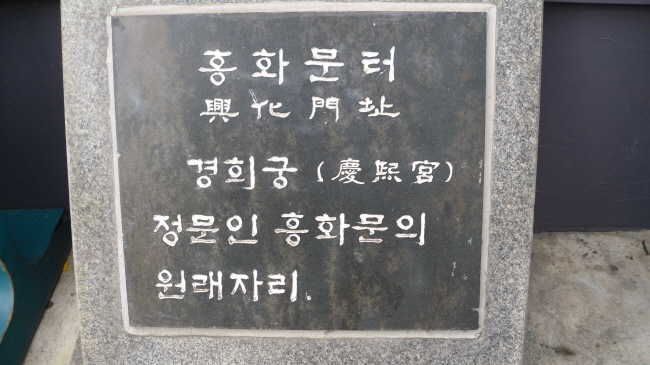 흥화문터
興化門址
경희궁 (慶熙宮)
정문인 흥화문의
원래자리.